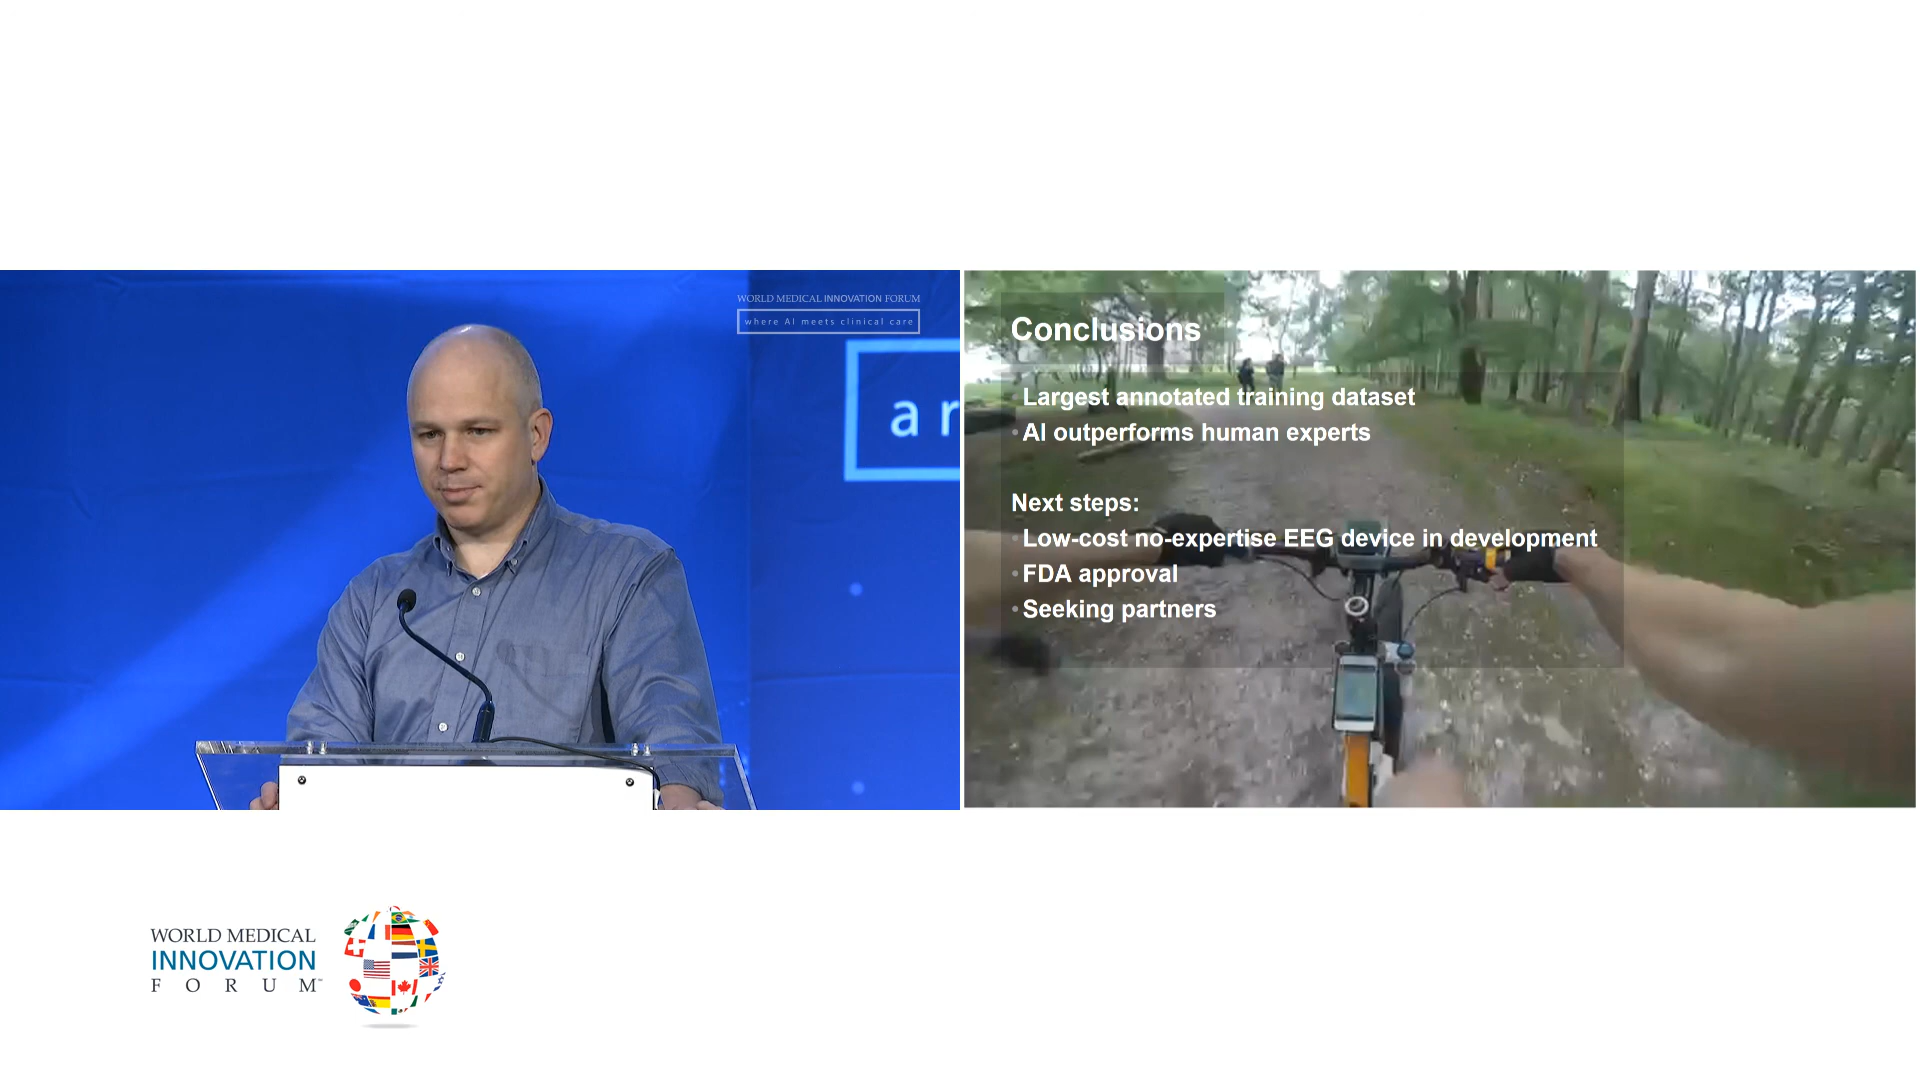 WORLD MEDICAL INNOVATION FORUM
where AI meets clinical care
a r
Conclusions
• Largest annotated training dataset
• AI outperforms human experts
Next steps:
• Low-cost no-expertise EEG device in development
• FDA approval
• Seeking partners
WORLD MEDICAL
INNOVATION
FORUM